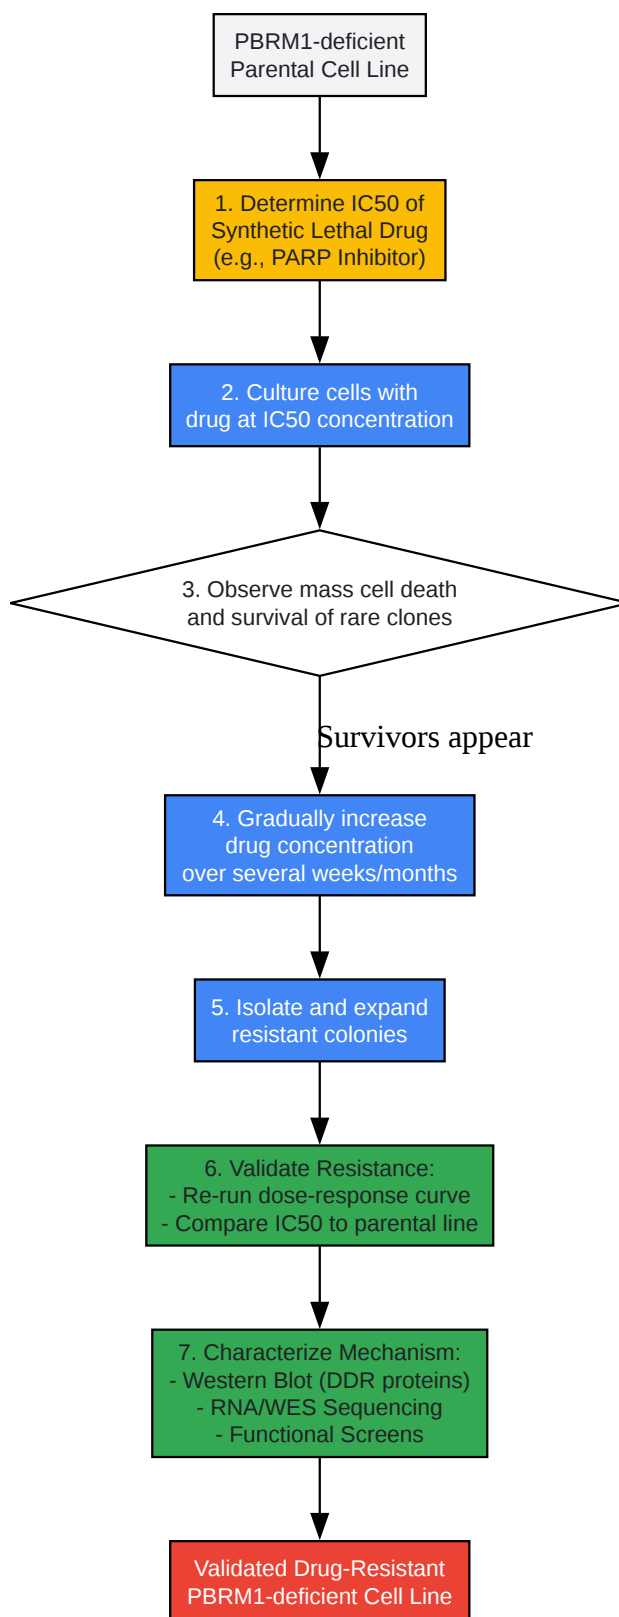 PBRM1-deficient
Parental Cell Line
1. Determine IC50 of
Synthetic Lethal Drug
(e.g., PARP Inhibitor)
2. Culture cells with
drug at IC50 concentration
3. Observe mass cell death
and survival of rare clones
Survivors appear
4. Gradually increase
drug concentration
over several weeks/months
5. Isolate and expand
resistant colonies
6. Validate Resistance:
- Re-run dose-response curve
- Compare IC50 to parental line
7. Characterize Mechanism:
- Western Blot (DDR proteins)
- RNA/WES Sequencing
- Functional Screens
Validated Drug-Resistant
PBRM1-deficient Cell Line